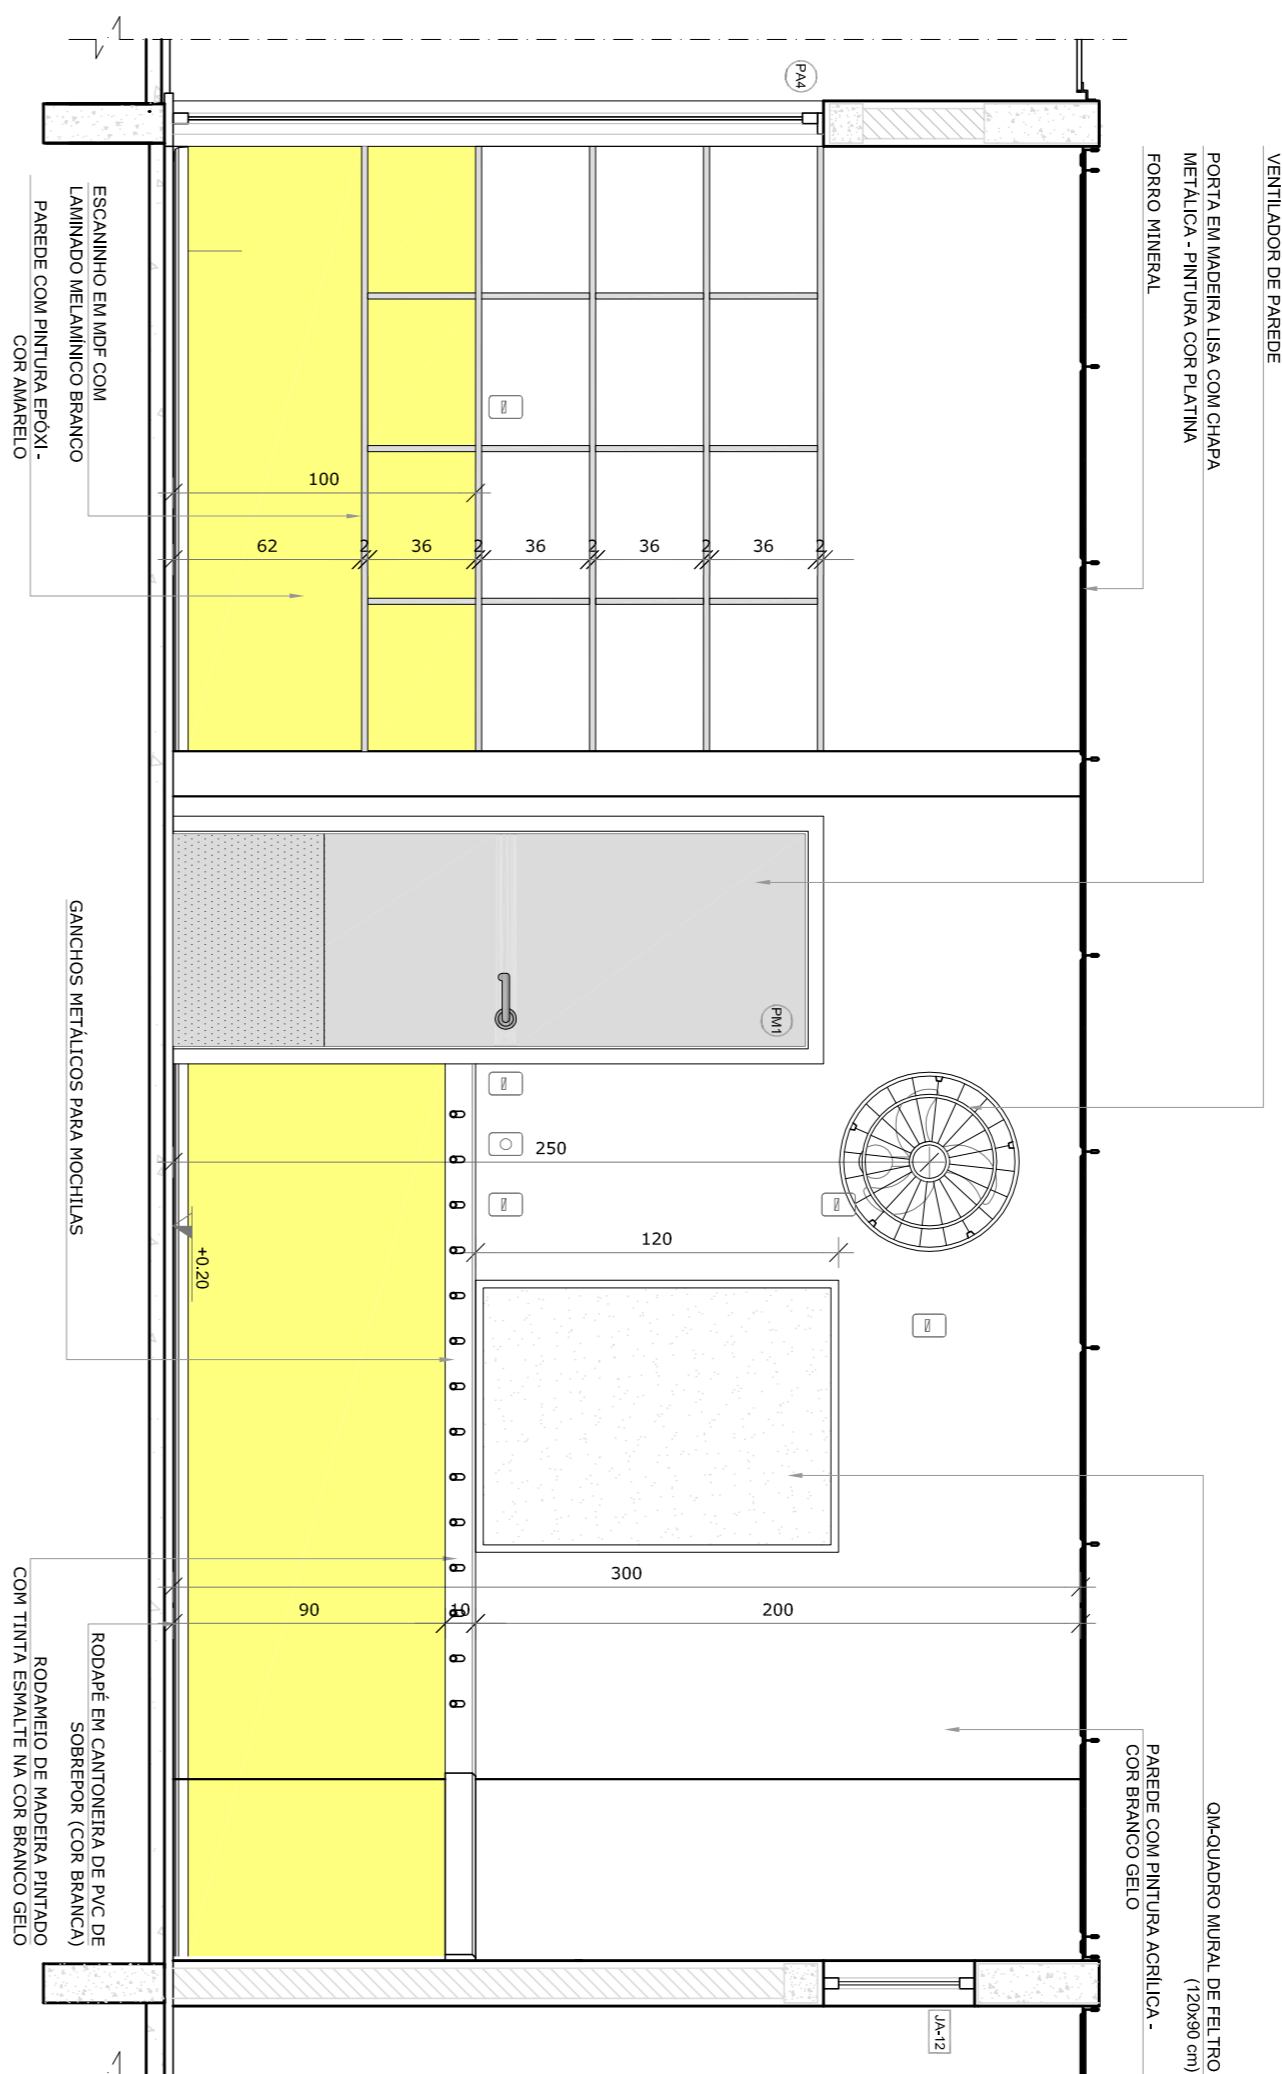 VENTILADOR DE PAREDE
PORTA EM MADEIRA LISA COM CHAPA
METÁLICA - PINTURA COR PLATINA
FORRO MINERAL
QM-QUADRO MURAL DE FELTRO
(120x90 cm)
PAREDE COM PINTURA ACRÍLICA -
COR BRANCO GELO
PA4
PM1
JA-12
100
62
2
36
2
36
2
36
2
36
2
250
120
300
90
10
200
+0.20
ESCANINHO EM MDF COM
LAMINADO MELAMÍNICO BRANCO
PAREDE COM PINTURA EPÓXI -
COR AMARELO
GANCHOS METÁLICOS PARA MOCHILAS
RODAPÉ EM CANTONEIRA DE PVC DE
SOBREPOR (COR BRANCA)
RODAMEIO DE MADEIRA PINTADO
COM TINTA ESMALTE NA COR BRANCO GELO